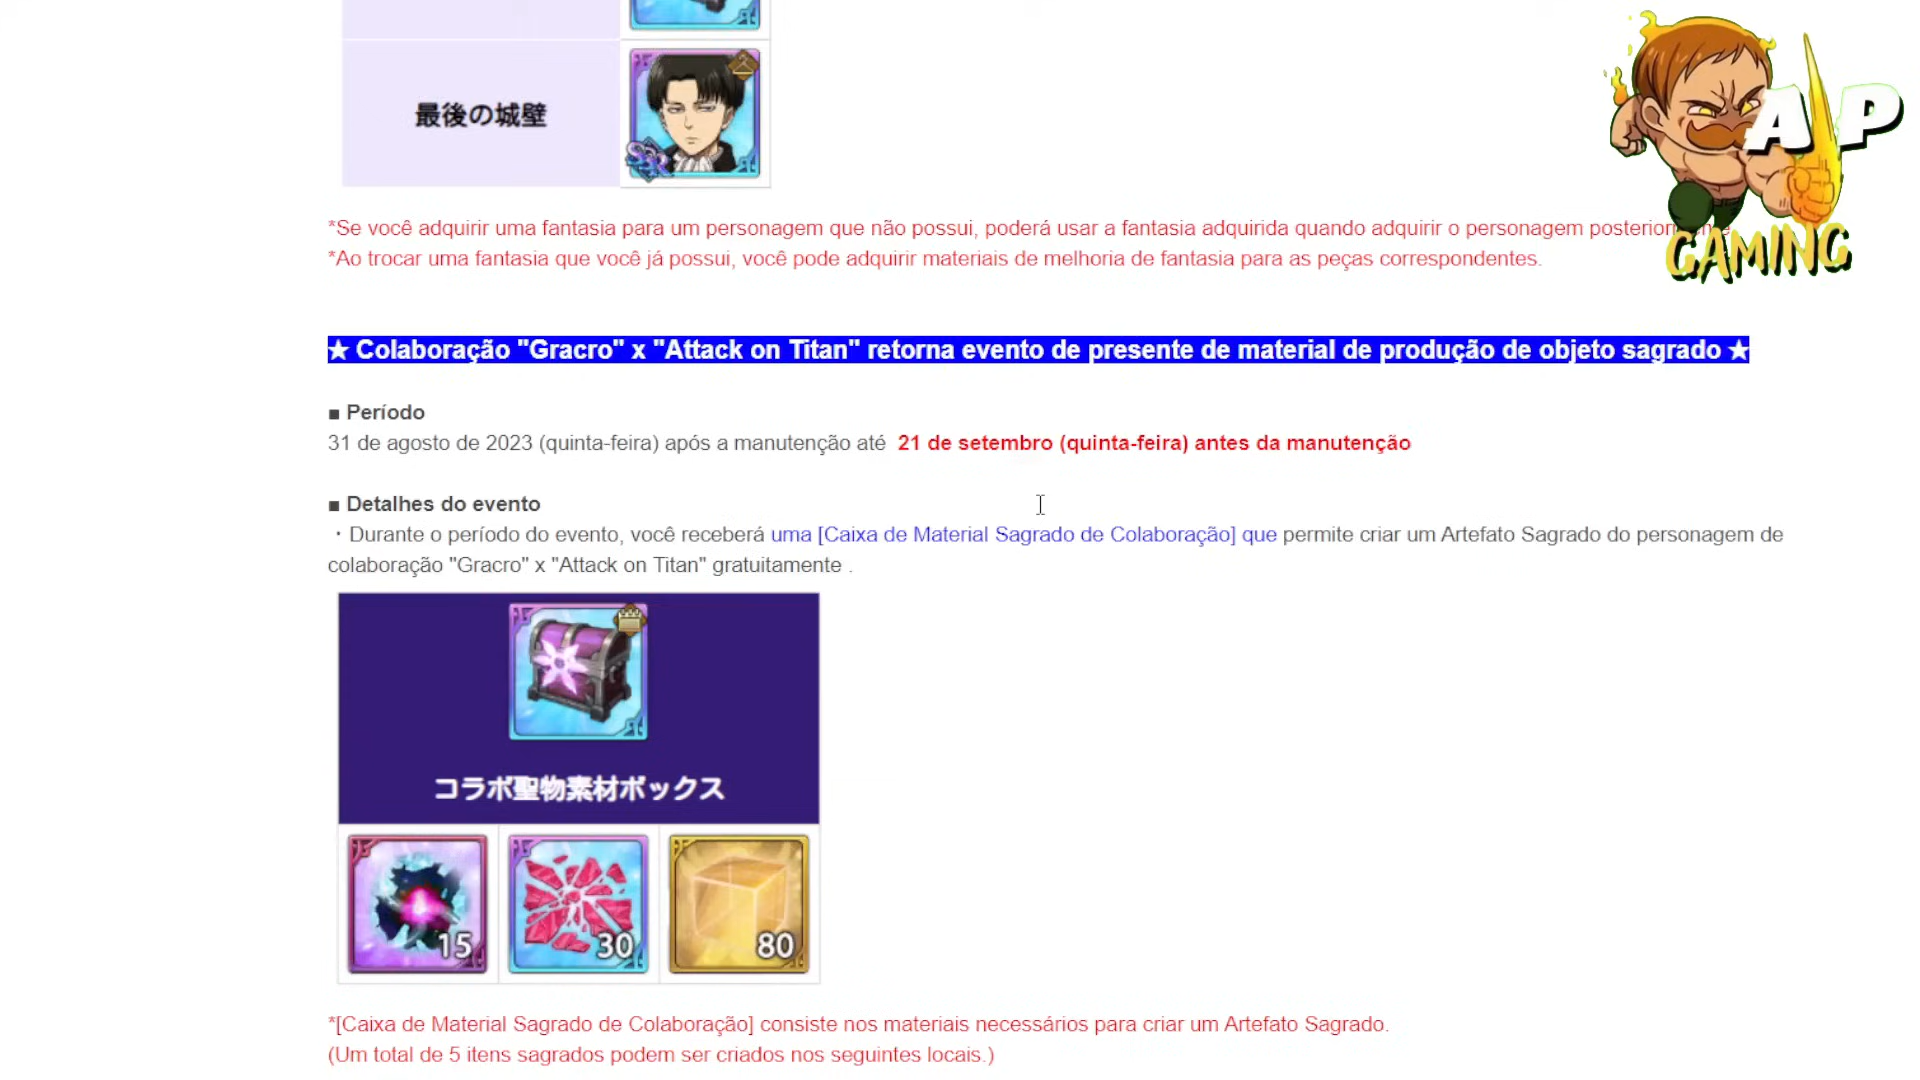 最後の城壁
SSR
*Se você adquirir uma fantasia para um personagem que não possui, poderá usar a fantasia adquirida quando adquirir o personagem
*Ao trocar uma fantasia que você já possui, você pode adquirir materiais de melhoria de fantasia para as peças correspondentes.
AP
GAMING
★ Colaboração "Gracro" x "Attack on Titan" retorna evento de presente de material de produção de objeto sagrado ★
■ Período
31 de agosto de 2023 (quinta-feira) após a manutenção até 21 de setembro (quinta-feira) antes da manutenção
■ Detalhes do evento
・Durante o período do evento, você receberá uma [Caixa de Material Sagrado de Colaboração] que permite criar um Artefato Sagrado do personagem de
colaboração "Gracro" x "Attack on Titan" gratuitamente .
コラボ聖物素材ボックス
15 30 80
*[Caixa de Material Sagrado de Colaboração] consiste nos materiais necessários para criar um Artefato Sagrado.
(Um total de 5 itens sagrados podem ser criados nos seguintes locais.)